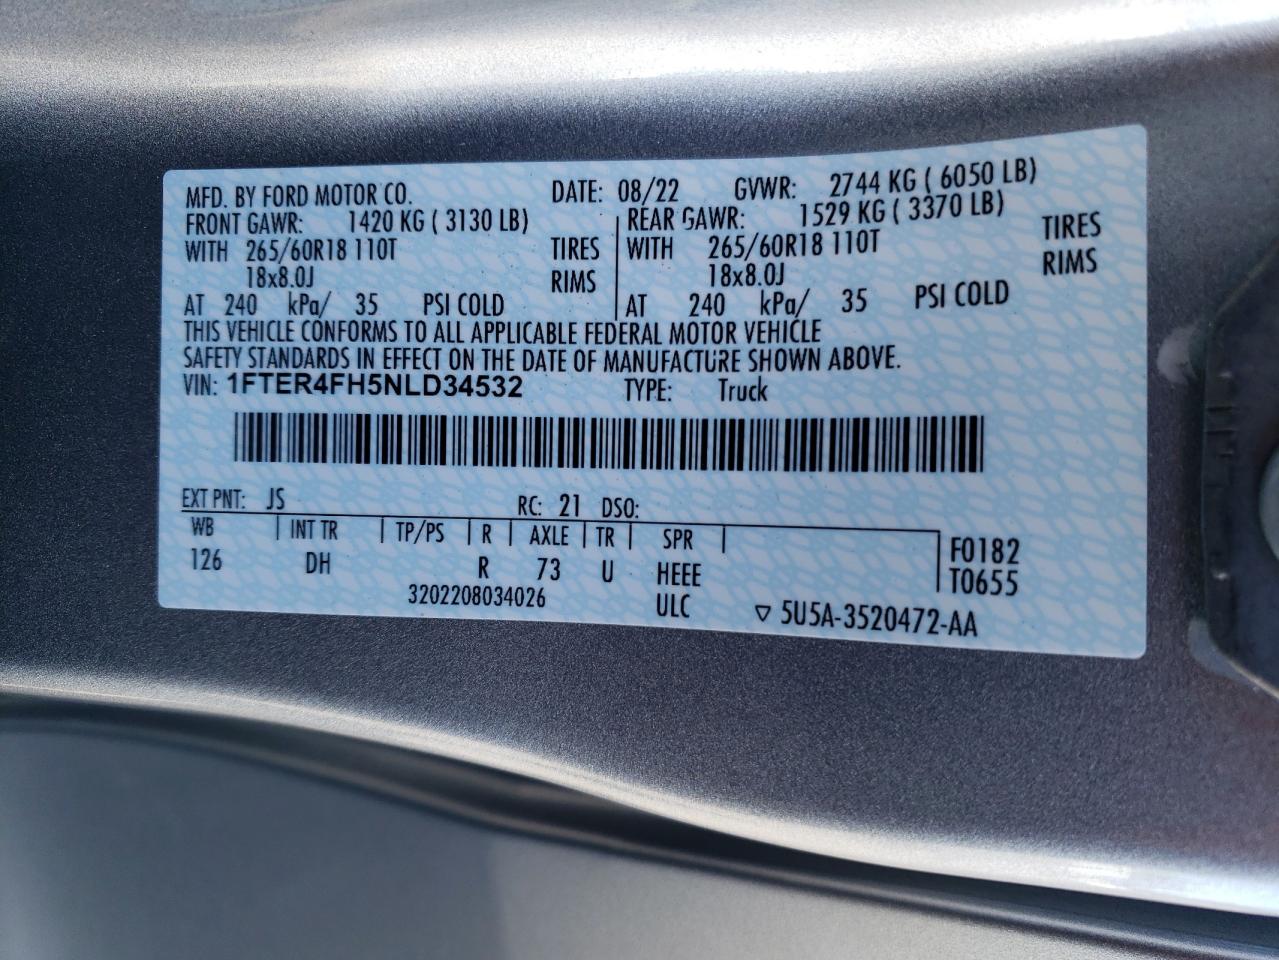 MFD. BY FORD MOTOR CO. DATE: 08/22 GVWR: 2744 KG ( 6050 LB)
FRONT GAWR: 1420 KG ( 3130 LB) REAR GAWR: 1529 KG ( 3370 LB)
WITH 265/60R18 110T TIRES WITH 265/60R18 110T TIRES
18x8.0J RIMS 18x8.0J RIMS
AT 240 kPa/ 35 PSI COLD AT 240 kPa/ 35 PSI COLD
THIS VEHICLE CONFORMS TO ALL APPLICABLE FEDERAL MOTOR VEHICLE
SAFETY STANDARDS IN EFFECT ON THE DATE OF MANUFACTURE SHOWN ABOVE.
VIN: 1FTER4FH5NLD34532 TYPE: Truck
EXT PNT: JS RC: 21 DSO:
WB INT TR TP/PS R AXLE TR SPR F0182
126 DH R 73 U HEEE T0655
3202208034026 ULC ▽ 5U5A-3520472-AA